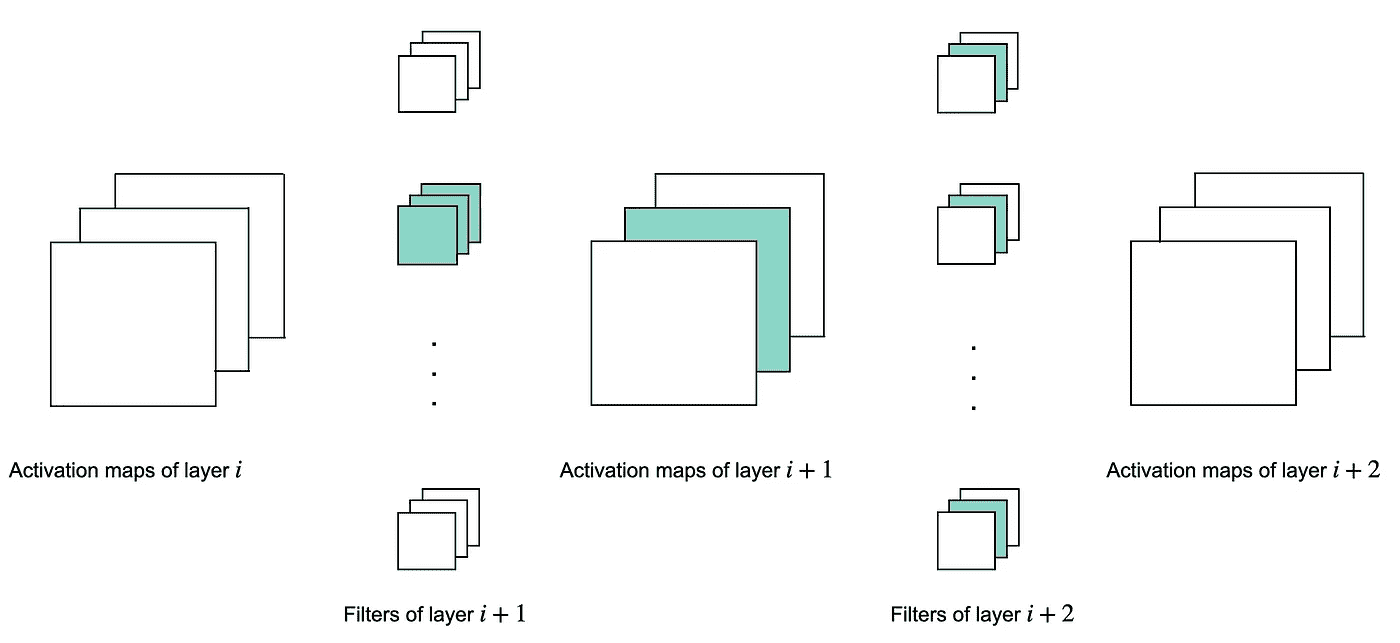 Activation maps of layer i
Activation maps of layer i + 1
Activation maps of layer i + 2
Filters of layer i + 1
Filters of layer i + 2